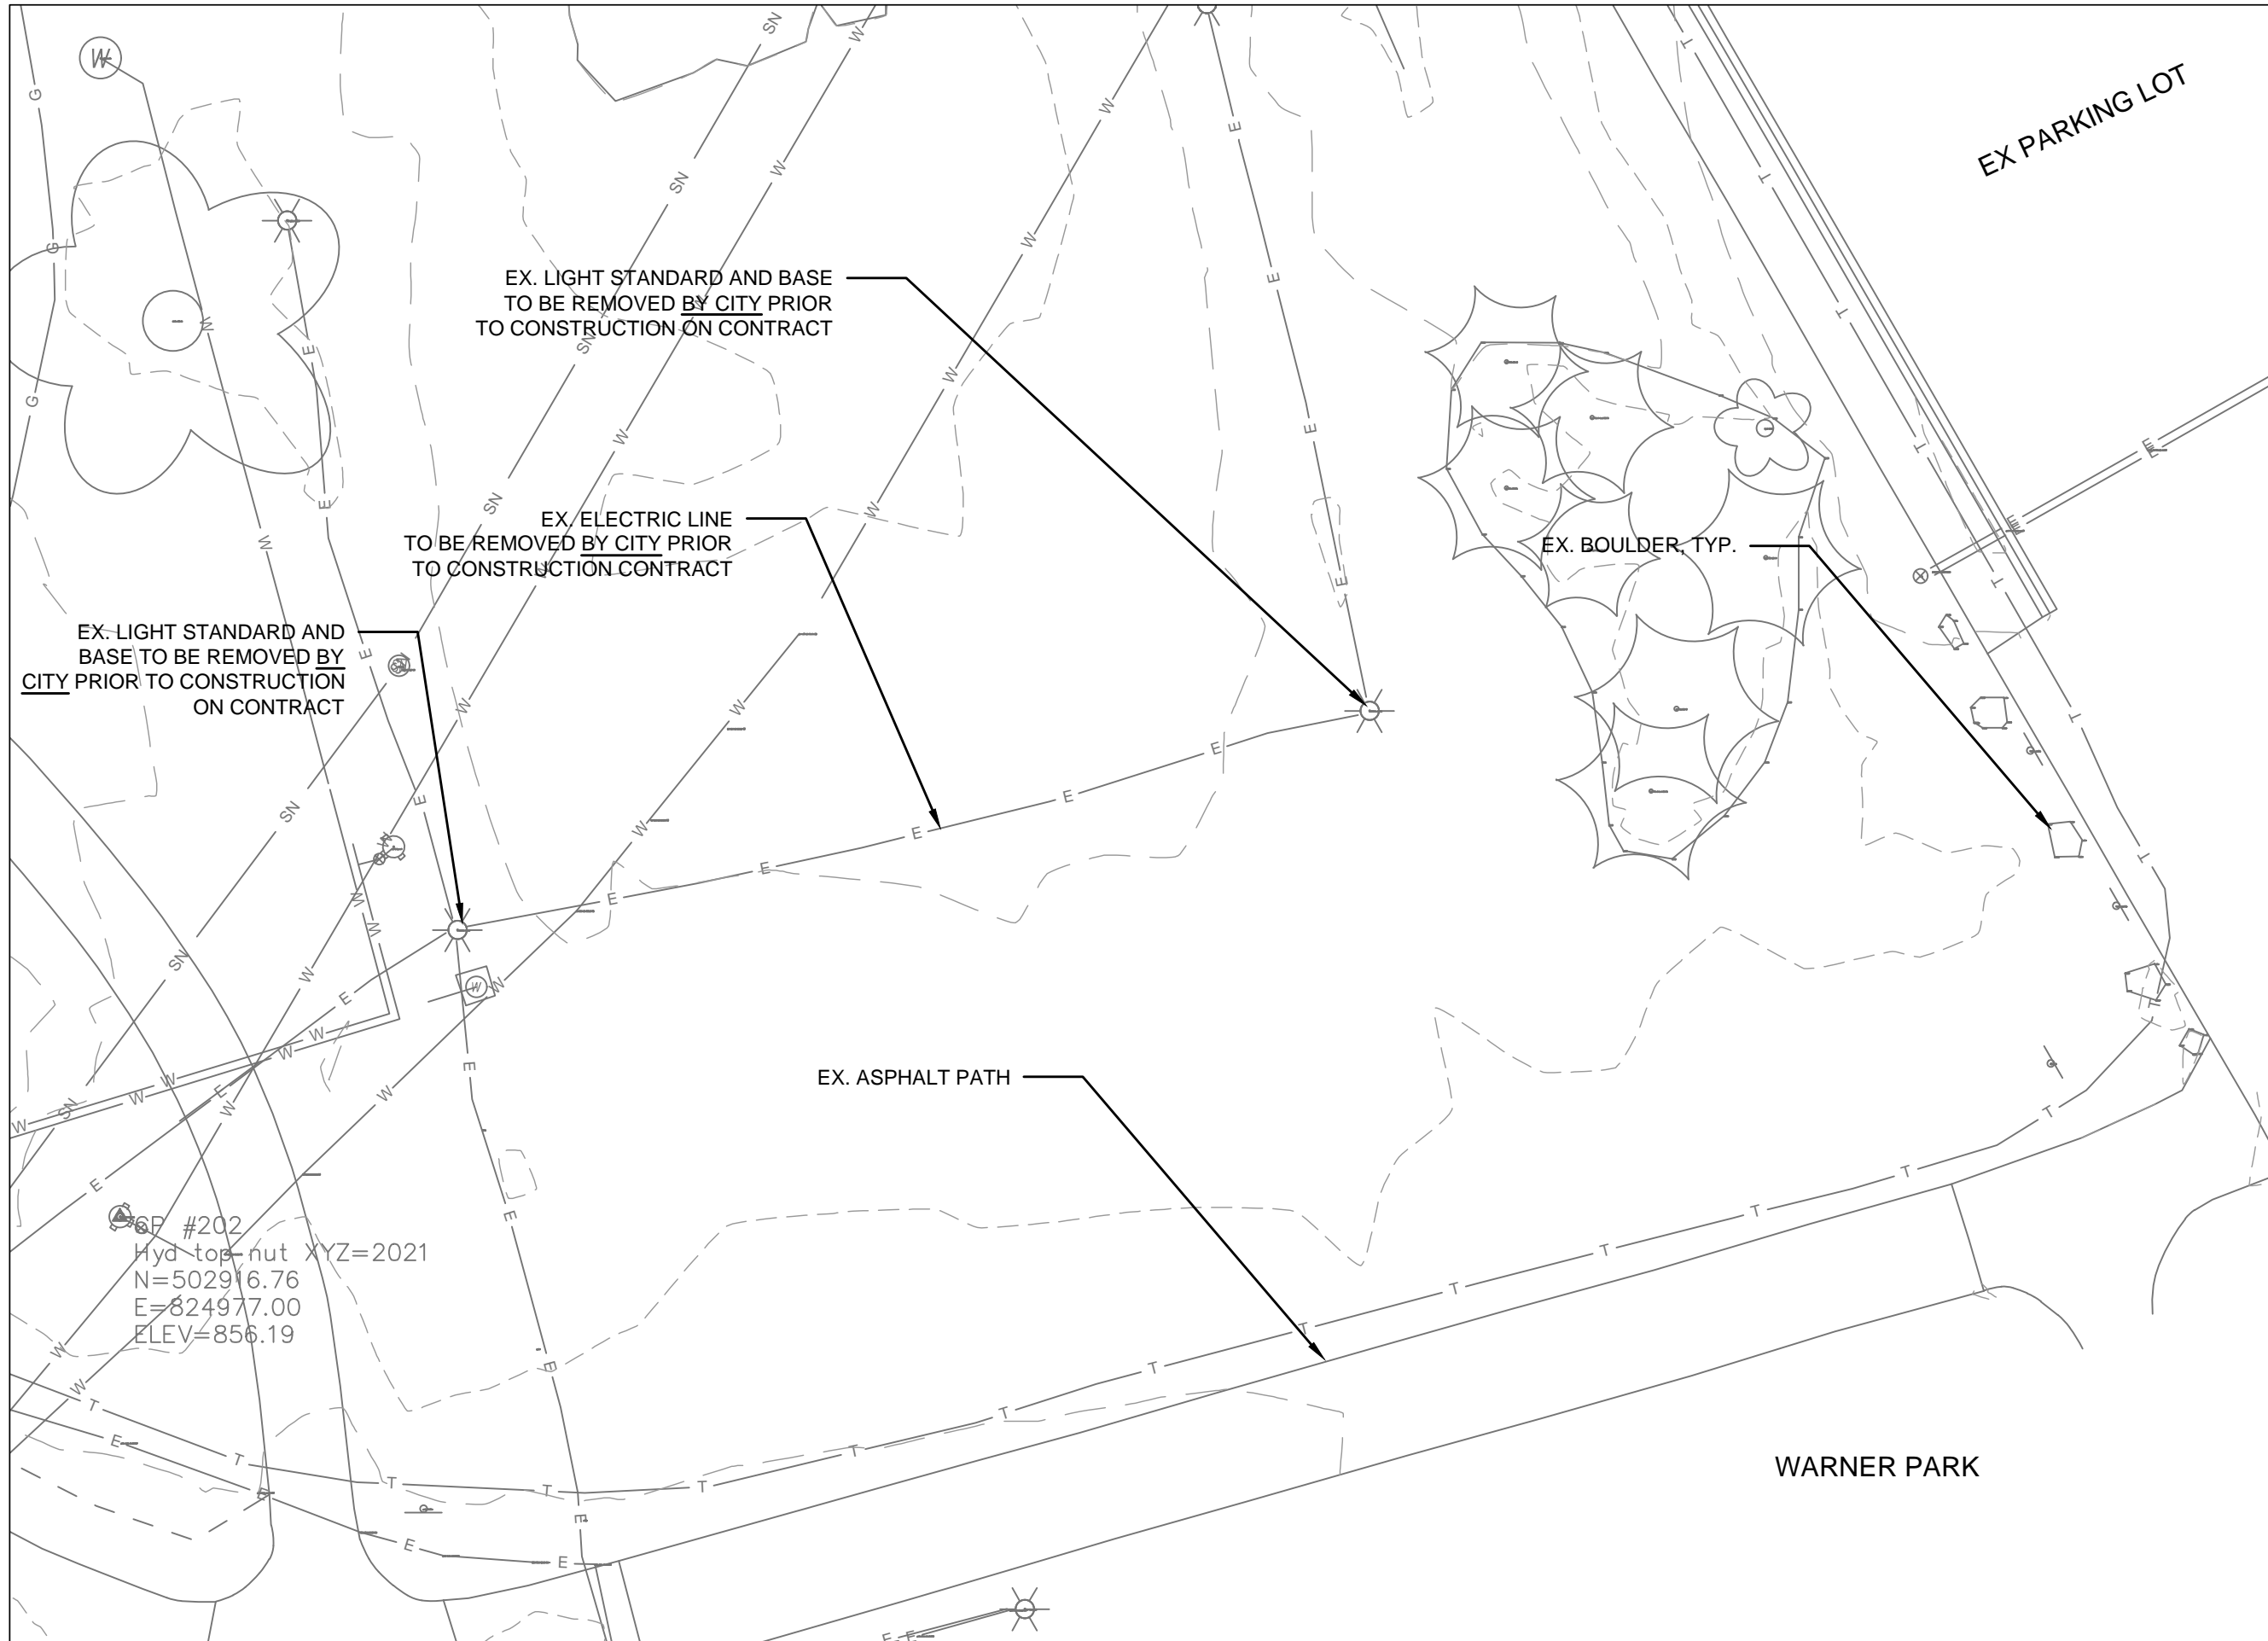 EX PARKING LOT
EX. LIGHT STANDARD AND BASE
TO BE REMOVED BY CITY PRIOR
TO CONSTRUCTION ON CONTRACT
EX. ELECTRIC LINE
TO BE REMOVED BY CITY PRIOR
TO CONSTRUCTION CONTRACT
EX. BOULDER, TYP.
EX. LIGHT STANDARD AND
BASE TO BE REMOVED BY
CITY PRIOR TO CONSTRUCTION
ON CONTRACT
EX. ASPHALT PATH
#202
Hyd top nut XYZ=2021
N=502916.76
E=824977.00
ELEV=856.19
WARNER PARK